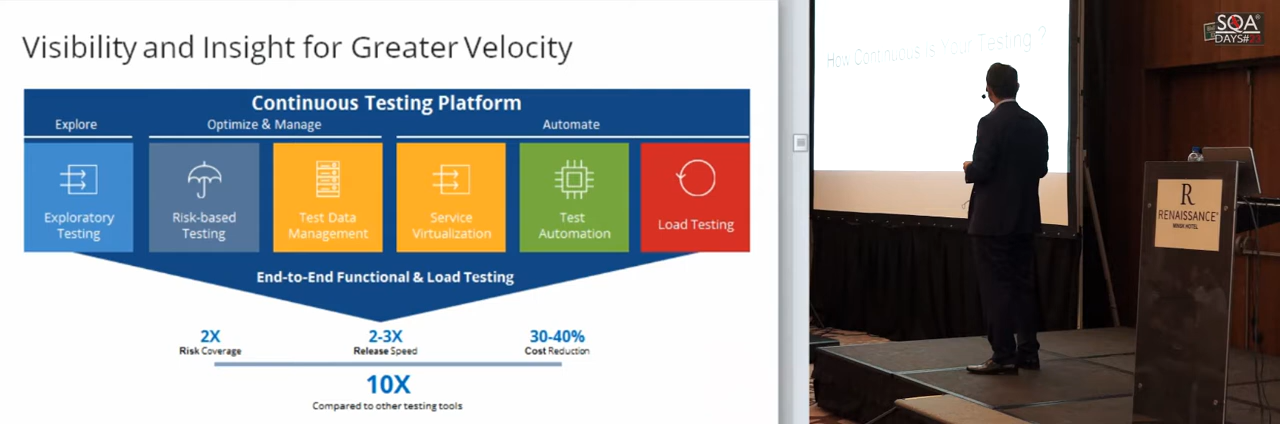 Visibility and Insight for Greater Velocity
Continuous Testing Platform
Explore
Optimize & Manage
Automate
Exploratory
Testing
Risk-based
Testing
Test Data
Management
Service
Virtualization
Test
Automation
Load Testing
End-to-End Functional & Load Testing
2X
Risk Coverage
2-3X
Release Speed
30-40%
Cost Reduction
10X
Compared to other testing tools
How Continuous Is Your Testing ?
SQA
DAYS#
R
RENAISSANCE
MINSK HOTEL